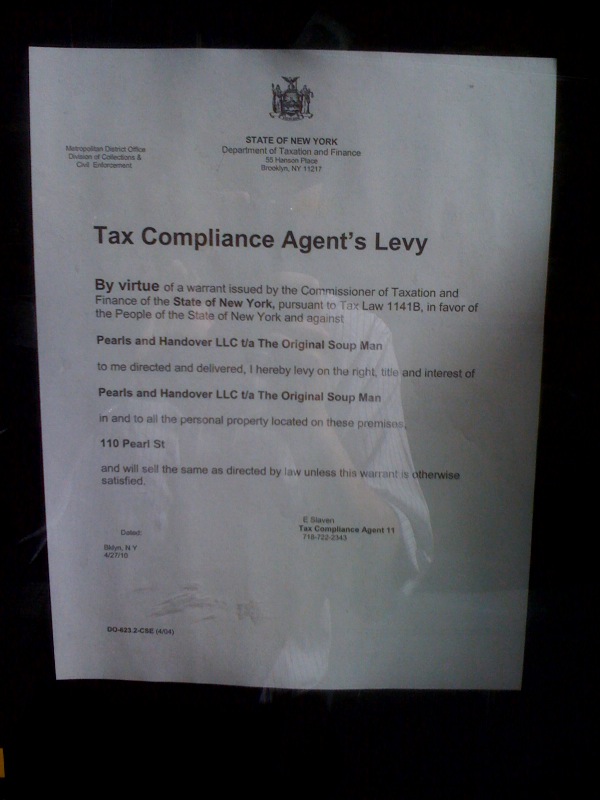 STATE OF NEW YORK
Department of Taxation and Finance
55 Hanson Place
Brooklyn, NY 11217
Metropolitan District Office
Division of Collections &
Civil Enforcement
Tax Compliance Agent's Levy
By virtue of a warrant issued by the Commissioner of Taxation and
Finance of the State of New York, pursuant to Tax Law 1141B, in favor of
the People of the State of New York and against
Pearls and Handover LLC t/a The Original Soup Man
to me directed and delivered, I hereby levy on the right, title and interest of
Pearls and Handover LLC t/a The Original Soup Man
in and to all the personal property located on these premises,
110 Pearl St
and will sell the same as directed by law unless this warrant is otherwise
satisfied.
E Slaven
Tax Compliance Agent 11
718-722-2343
Dated:
Bklyn, N.Y
4/27/10
DO-623.2-CSE (4/04)